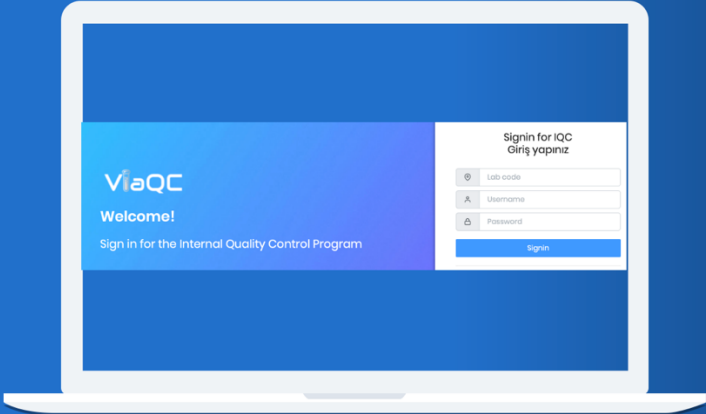 ViaQC
Welcome!
Sign in for the Internal Quality Control Program
Signin for IQC
Giriş yapınız
Lab code
Username
Password
Signin